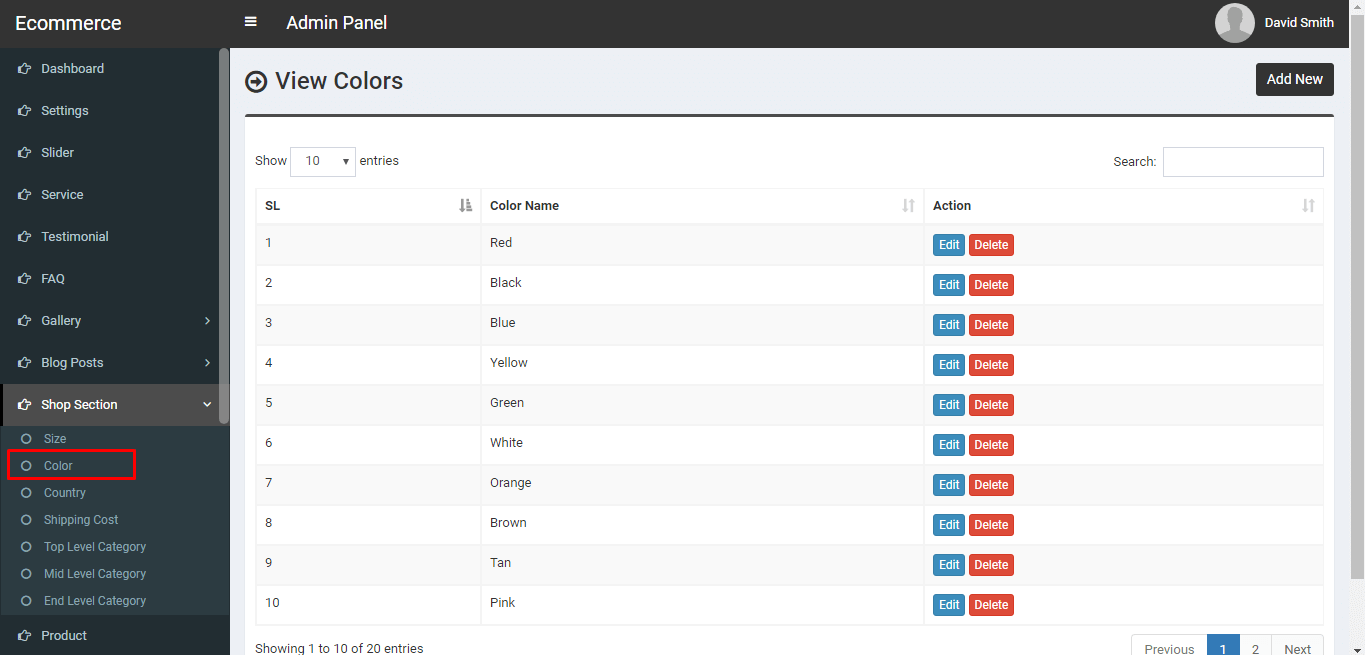 Ecommerce
Admin Panel
David Smith
Dashboard
Settings
Slider
Service
Testimonial
FAQ
Gallery
Blog Posts
Shop Section
Size
Color
Country
Shipping Cost
Top Level Category
Mid Level Category
End Level Category
Product
View Colors
Add New
Show 10 entries
Search:
SL Color Name Action
1 Red Edit Delete
2 Black Edit Delete
3 Blue Edit Delete
4 Yellow Edit Delete
5 Green Edit Delete
6 White Edit Delete
7 Orange Edit Delete
8 Brown Edit Delete
9 Tan Edit Delete
10 Pink Edit Delete
Showing 1 to 10 of 20 entries
Previous 1 2 Next